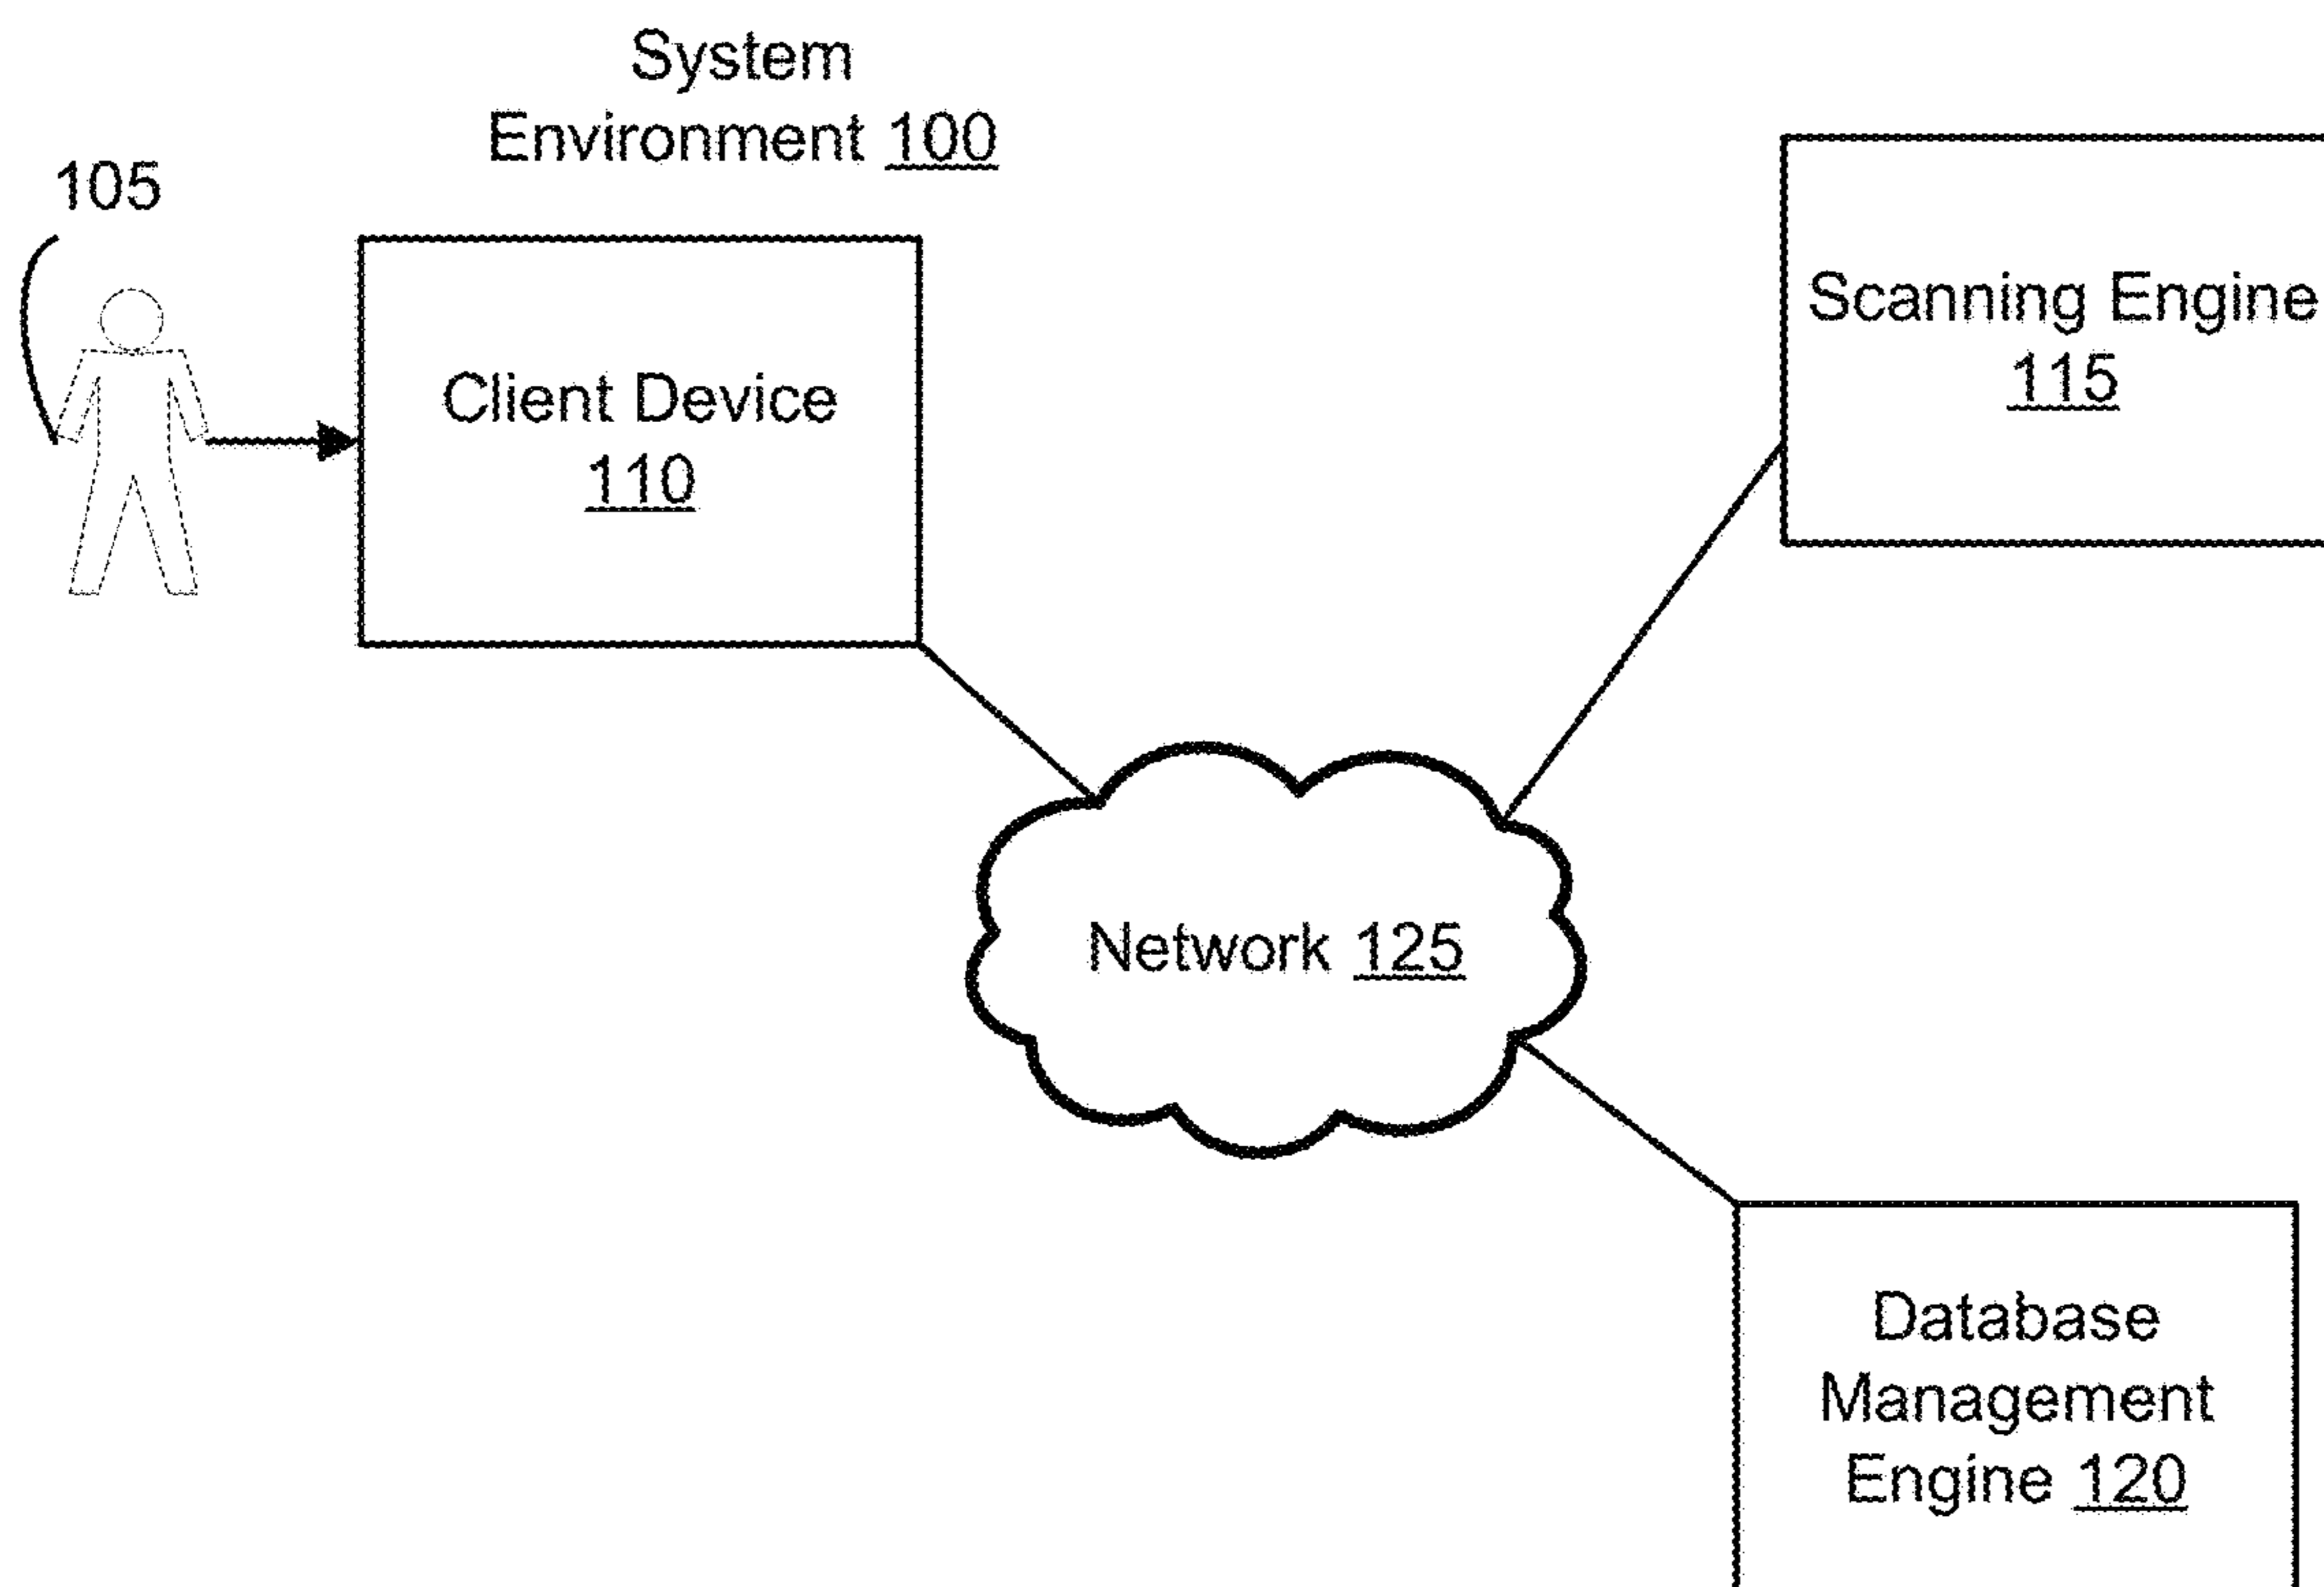 System
Environment 100
105
Client Device
110
Scanning Engine
115
Network 125
Database
Management
Engine 120